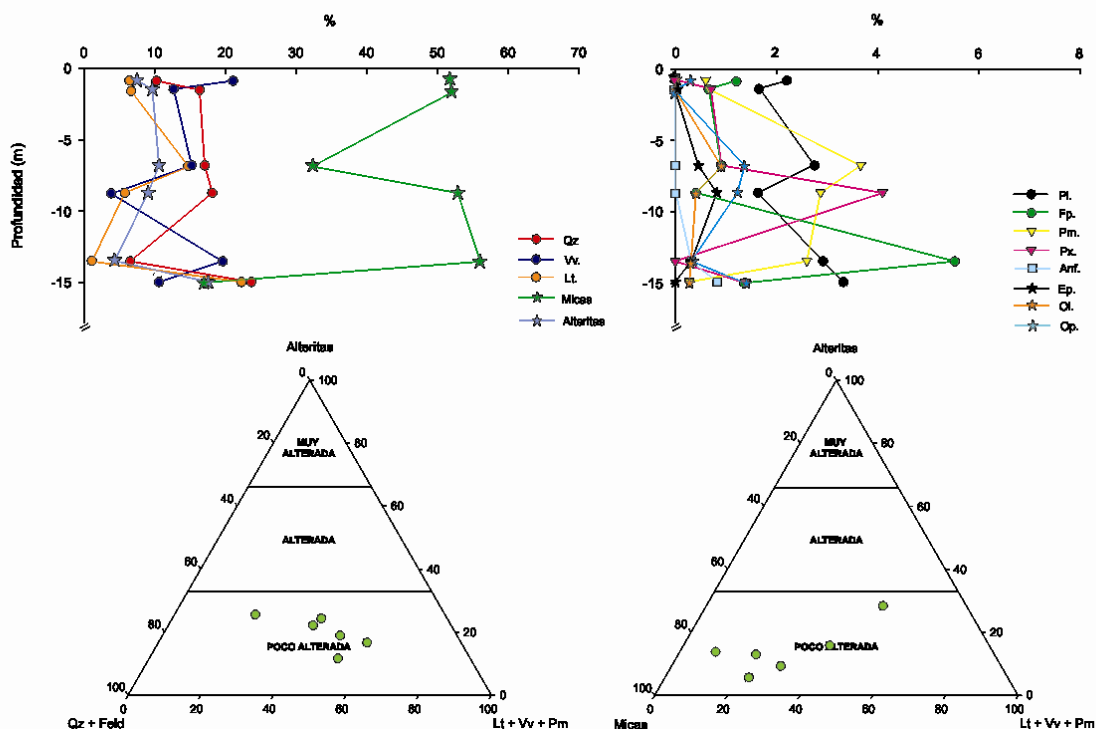 % %
0 10 20 30 40 50 60 70 0 2 4 6 8
0 0
-5 -5
-10 -10
-15 -15
Profundidad (m)
Qz
Vv.
Lt.
Micas
Alteritas
Pl.
Fp.
Pm.
Px.
Anf.
Ep.
Ol.
Op.
Alteritas Alteritas
0 100 0 100
20 80 20 80
MUY ALTERADA MUY ALTERADA
40 60 40 60
ALTERADA ALTERADA
60 40 60 40
80 20 80 20
POCO ALTERADA POCO ALTERADA
100 0 100 0
0 20 40 60 80 100 0 20 40 60 80 100
Qz + Feld Lt + Vv + Pm Micas Lt + Vv + Pm